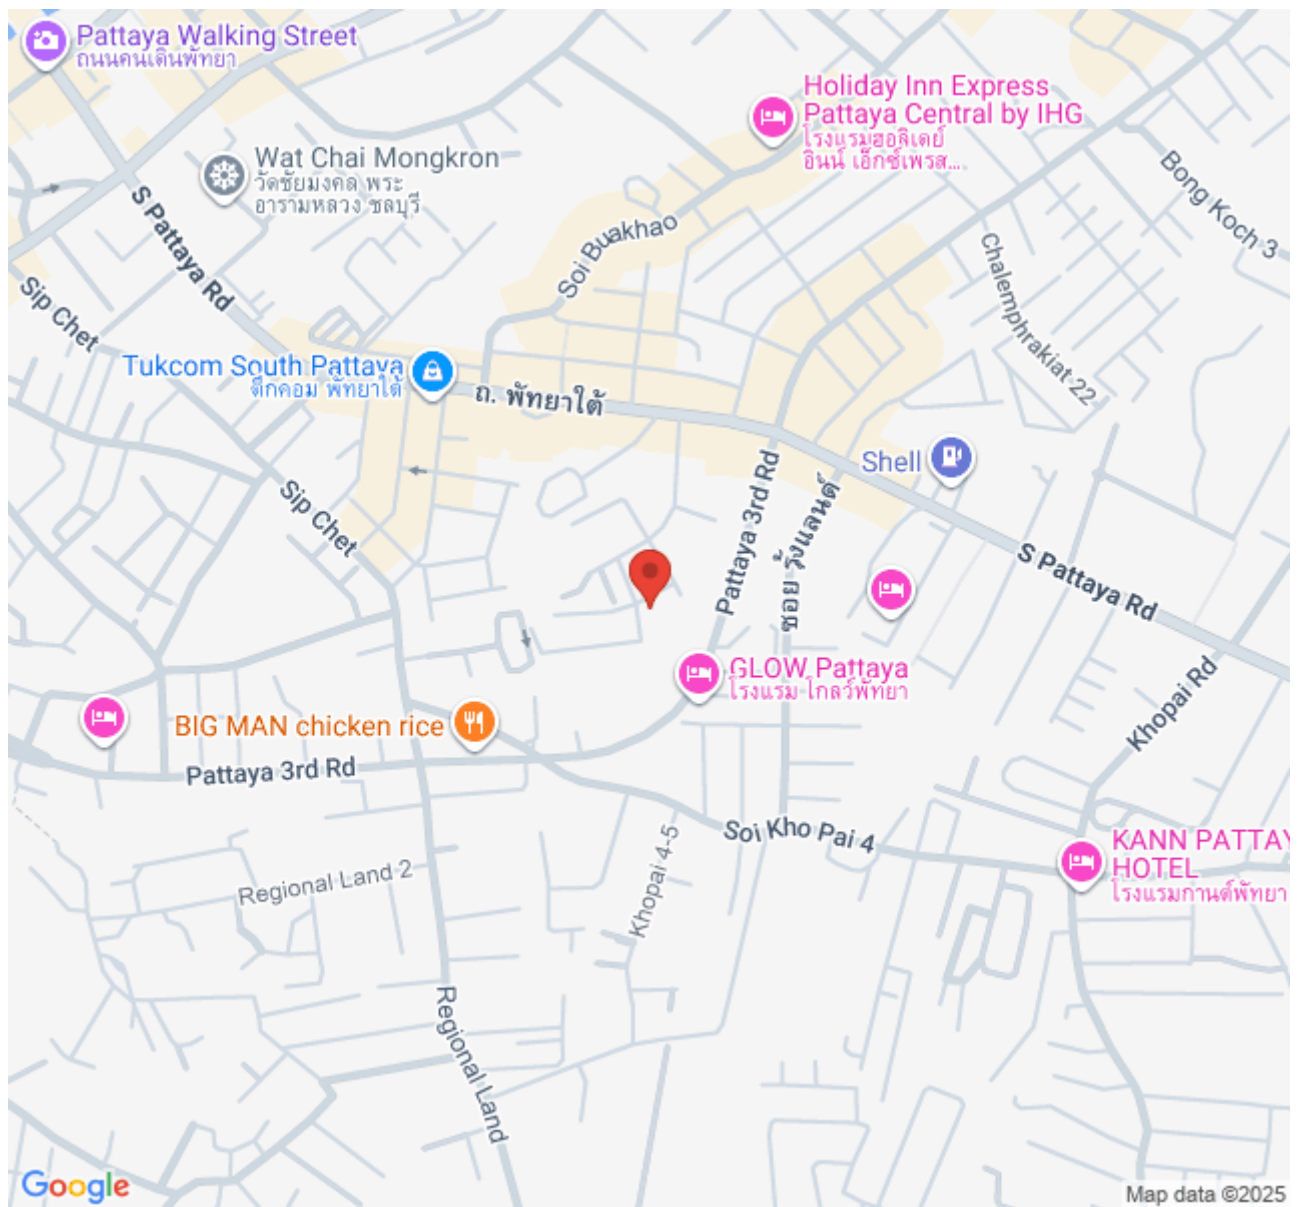 Pattaya Walking Street
ถนนคนเดินพัทยา
Holiday Inn Express
Pattaya Central by IHG
โรงแรมฮอลิเดย์
อินน์ เอ็กซ์เพรส...
Wat Chai Mongkron
วัดชัยมงคล พระ
อารามหลวง ชลบุรี
Bong Koch 3
S Pattaya Rd
Soi Buakhao
Chalemphrakiat 22
Sip Chet
Tukcom South Pattaya
ตึกคอม พัทยาใต้
ถ. พัทยาใต้
Shell
Sip Chet
Pattaya 3rd Rd
ซอย รุ้งแลนด์
S Pattaya Rd
GLOW Pattaya
โรงแรม โกลว์พัทยา
Khopai Rd
BIG MAN chicken rice
Pattaya 3rd Rd
Soi Kho Pai 4
KANN PATTAY
HOTEL
โรงแรมกานต์พัทยา
Khopai 4-5
Regional Land 2
Regional Land
Google
Map data ©2025